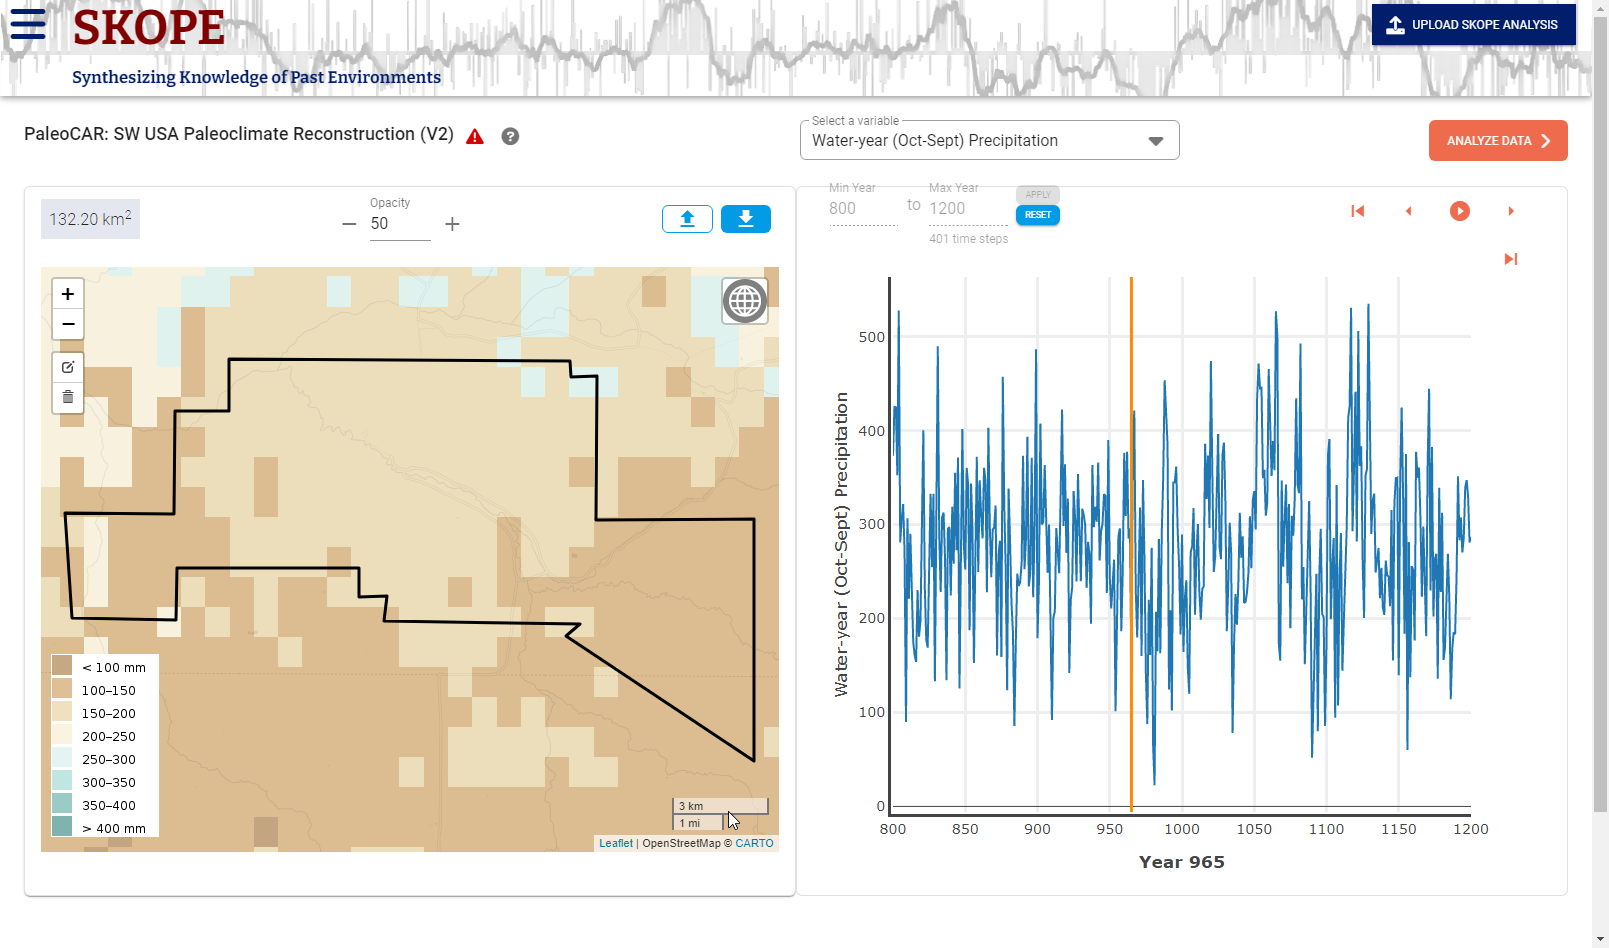 SKOPE
Synthesizing Knowledge of Past Environments
UPLOAD SKOPE ANALYSIS
PaleoCAR: SW USA Paleoclimate Reconstruction (V2)
?
Select a variable
Water-year (Oct-Sept) Precipitation
ANALYZE DATA
132.20 km2
Opacity
— 50 +
Min Year
800
to
Max Year
1200
401 time steps
APPLY
RESET
+
−
< 100 mm
100–150
150–200
200–250
250–300
300–350
350–400
> 400 mm
3 km
1 mi
Leaflet | OpenStreetMap © CARTO
Water-year (Oct-Sept) Precipitation
500
400
300
200
100
0
800 850 900 950 1000 1050 1100 1150 1200
Year 965